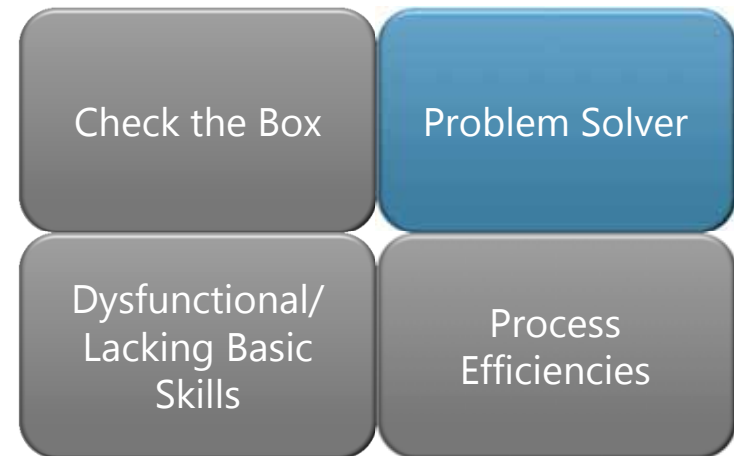 Check the Box
Problem Solver
Dysfunctional/
Lacking Basic
Skills
Process
Efficiencies